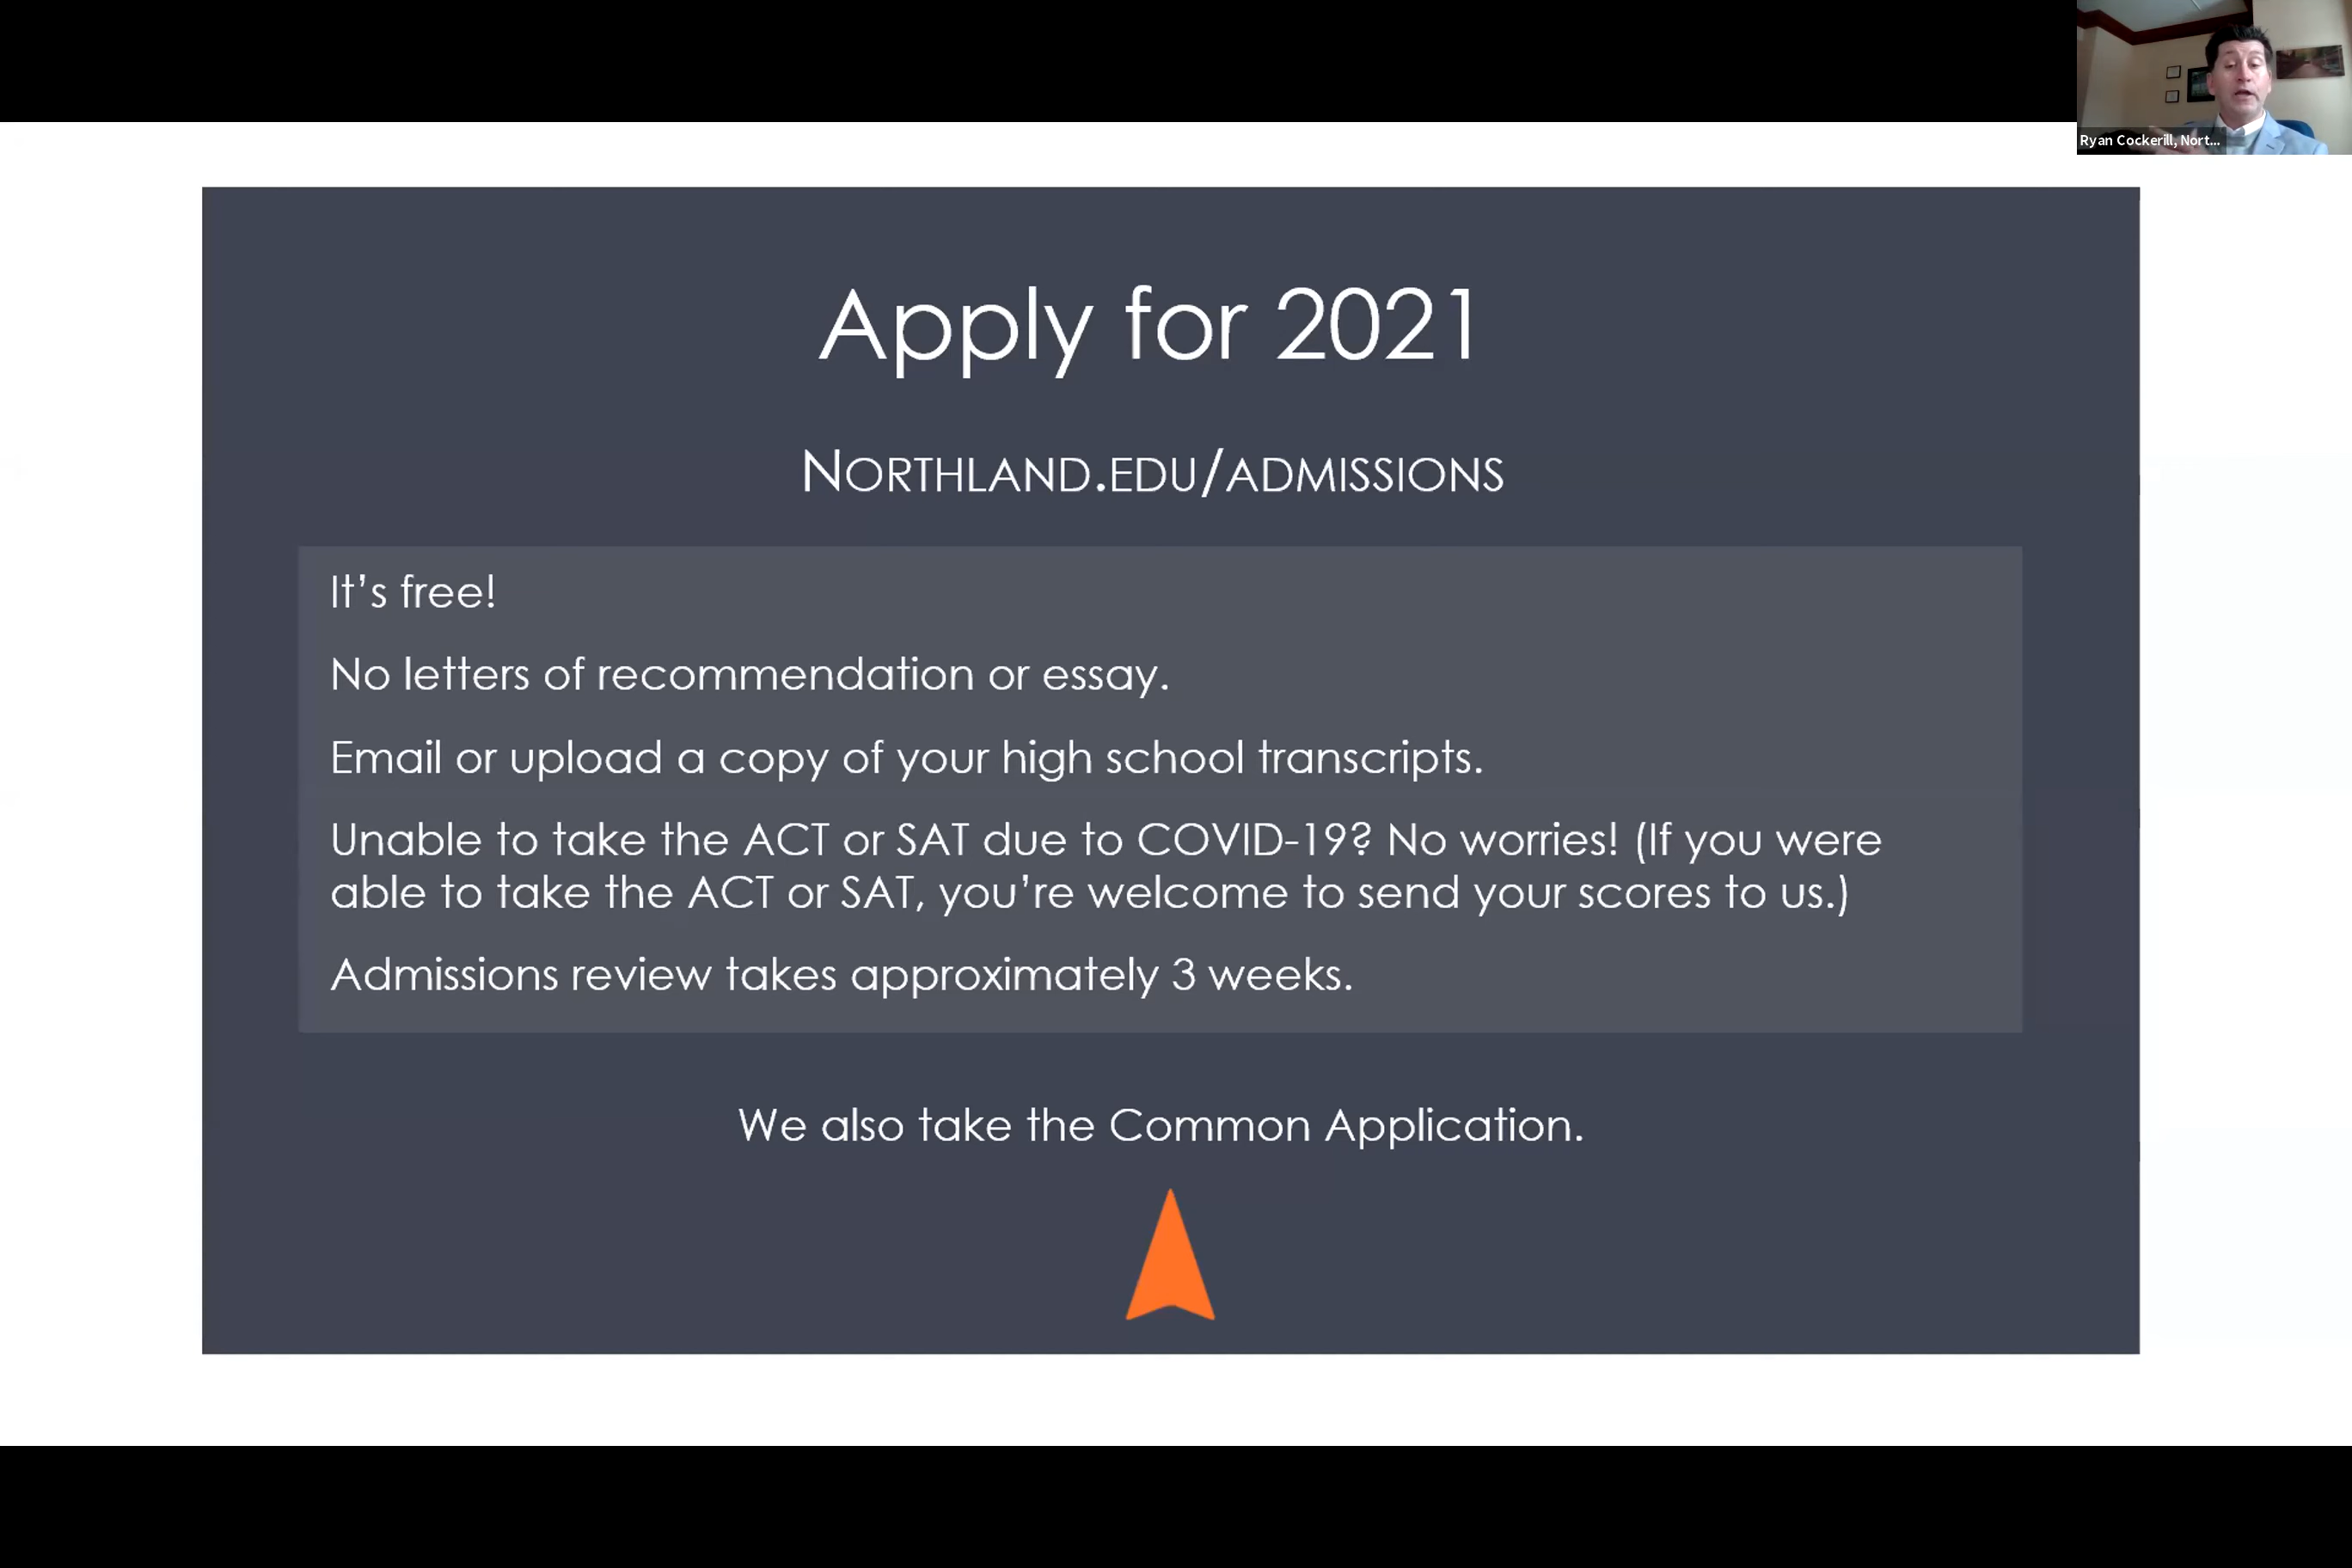 Ryan Cockerill, Nort...
Apply for 2021
NORTHLAND.EDU/ADMISSIONS
It's free!
No letters of recommendation or essay.
Email or upload a copy of your high school transcripts.
Unable to take the ACT or SAT due to COVID-19? No worries! (If you were
able to take the ACT or SAT, you're welcome to send your scores to us.)
Admissions review takes approximately 3 weeks.
We also take the Common Application.